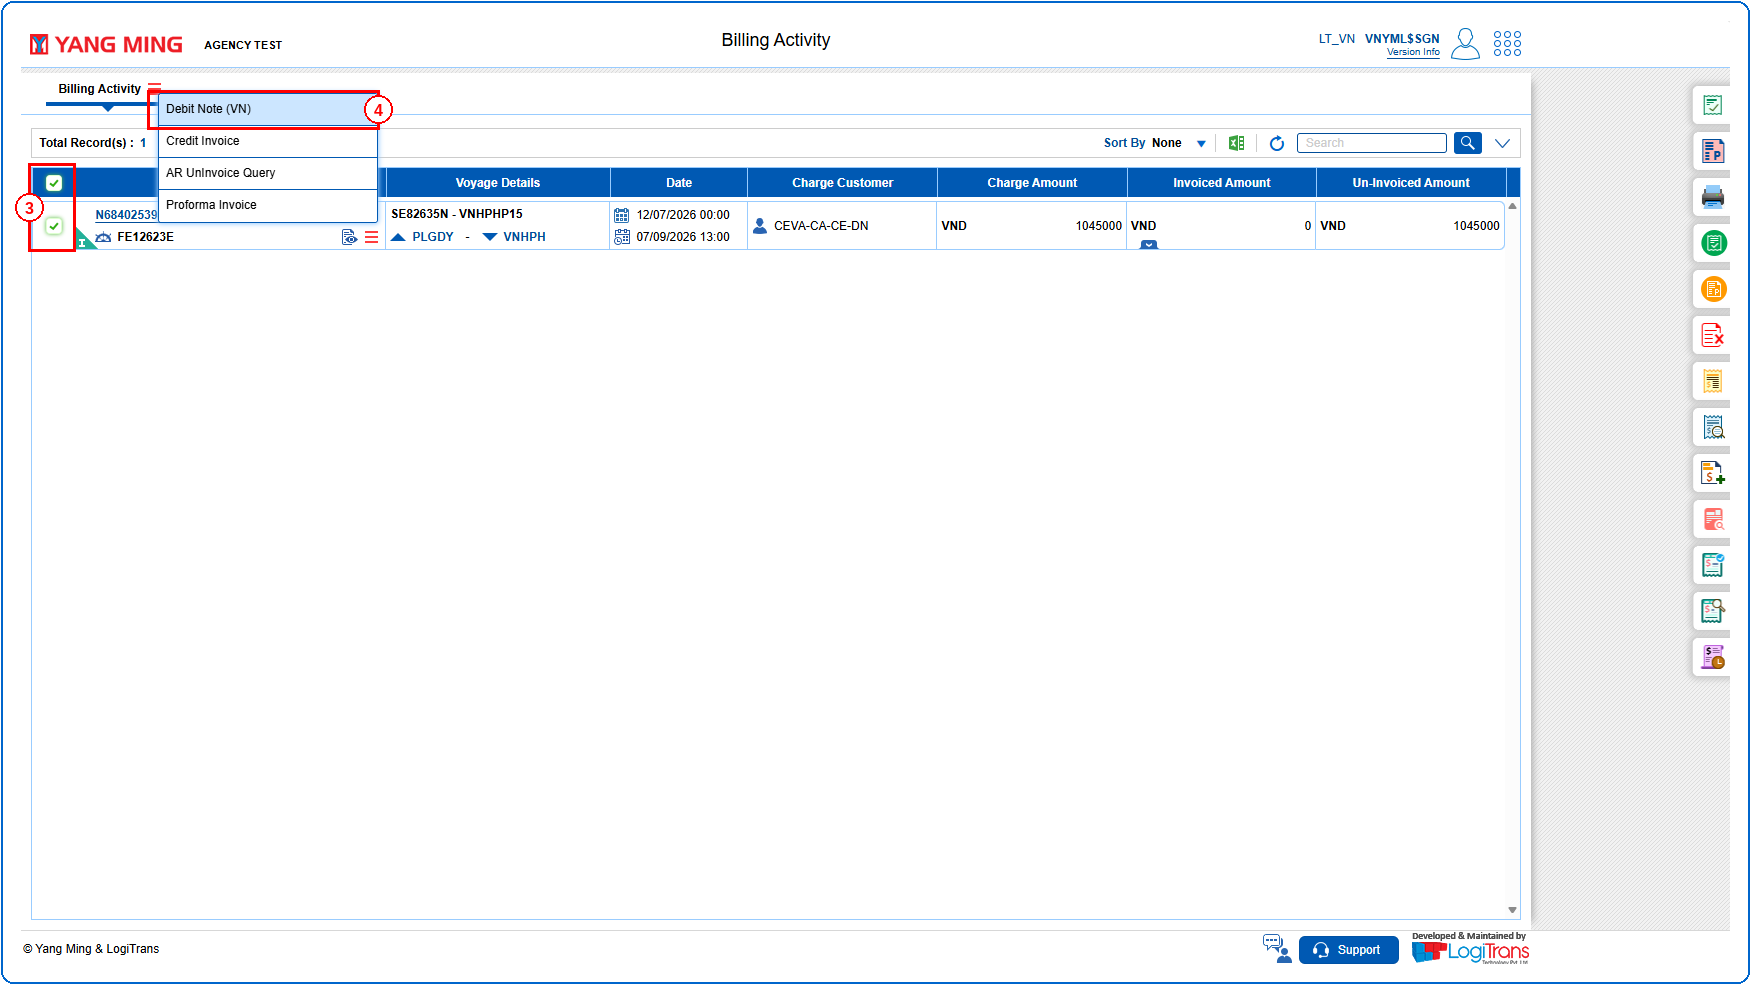 YANG MING
AGENCY TEST
Billing Activity
LT_VN VNYML$SGN
Version Info
Billing Activity
Debit Note (VN)
4
Credit Invoice
AR UnInvoice Query
Proforma Invoice
Total Record(s) : 1
Sort By None
Search
Voyage Details
Date
Charge Customer
Charge Amount
Invoiced Amount
Un-Invoiced Amount
3
N68402539
I
FE12623E
SE82635N - VNHPHP15
PLGDY - VNHPH
12/07/2026 00:00
07/09/2026 13:00
CEVA-CA-CE-DN
VND 1045000
VND 0
VND 1045000
© Yang Ming & LogiTrans
Support
Developed & Maintained by
LogiTrans
Technology Pvt. Ltd.